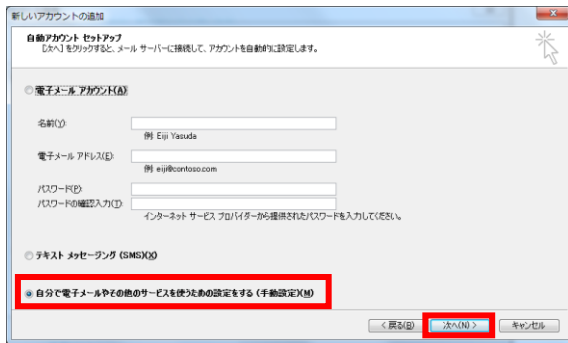 新しいアカウントの追加
自動アカウント セットアップ
[次へ] をクリックすると、メール サーバーに接続して、アカウントを自動的に設定します。
電子メール アカウント(A)
名前(Y):
例: Eiji Yasuda
電子メール アドレス(E):
例: eiji@contoso.com
パスワード(P):
パスワードの確認入力(T):
インターネット サービス プロバイダーから提供されたパスワードを入力してください。
テキスト メッセージング (SMS)(X)
自分で電子メールやその他のサービスを使うための設定をする (手動設定)(M)
< 戻る(B) 次へ(N) > キャンセル